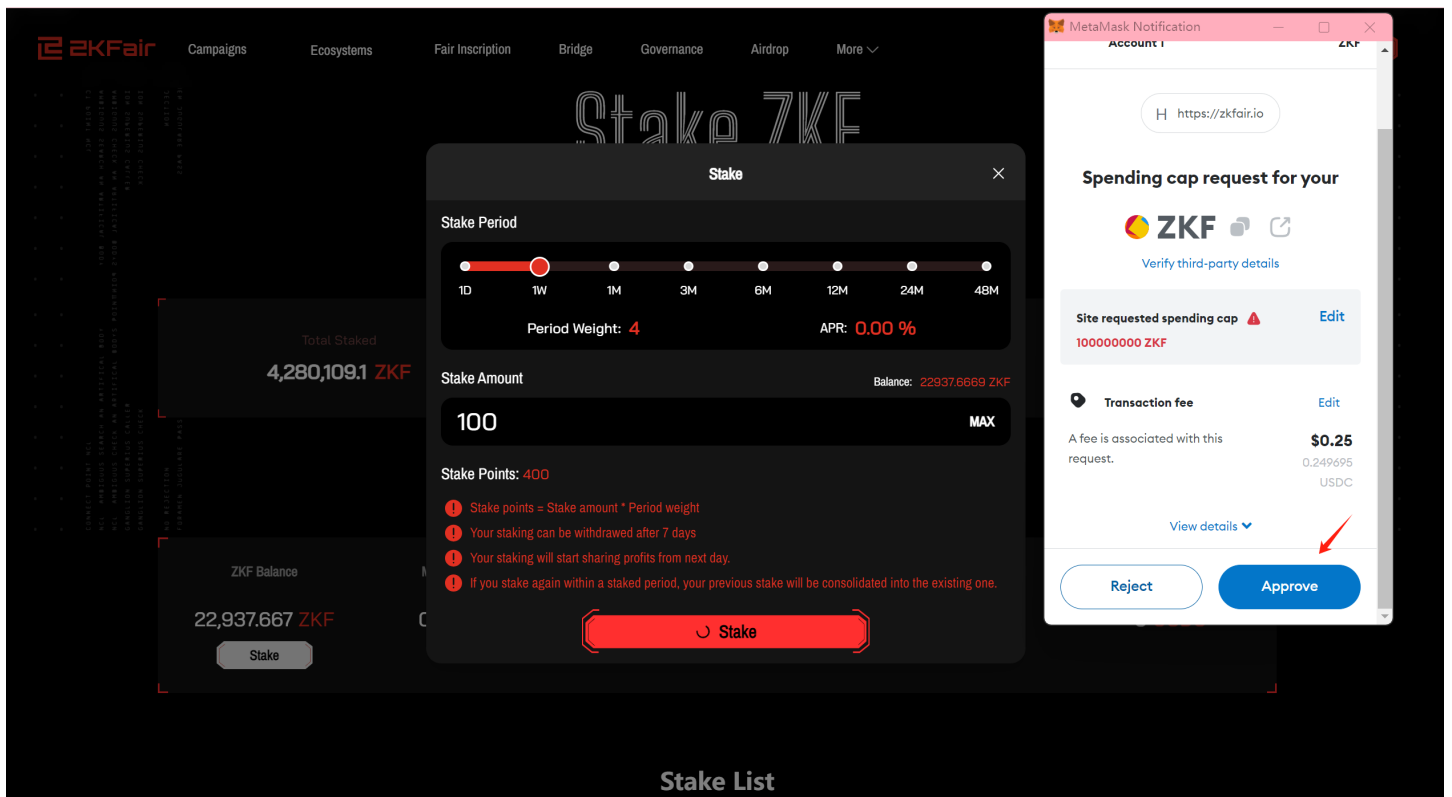 ZKFair
Campaigns
Ecosystems
Fair Inscription
Bridge
Governance
Airdrop
More
Stake ZKF
Total Staked
4,280,109.1 ZKF
ZKF Balance
22,937.667 ZKF
Stake
Stake
Stake Period
1D 1W 1M 3M 6M 12M 24M 48M
Period Weight: 4
APR: 0.00 %
Stake Amount
Balance: 22937.6669 ZKF
100
MAX
Stake Points: 400
Stake points = Stake amount * Period weight
Your staking can be withdrawed after 7 days
Your staking will start sharing profits from next day.
If you stake again within a staked period, your previous stake will be consolidated into the existing one.
Stake
Stake List
MetaMask Notification
Account 1
ZKF
H https://zkfair.io
Spending cap request for your
ZKF
Verify third-party details
Site requested spending cap
Edit
100000000 ZKF
Transaction fee
Edit
A fee is associated with this
request.
$0.25
0.249695
USDC
View details
Reject
Approve